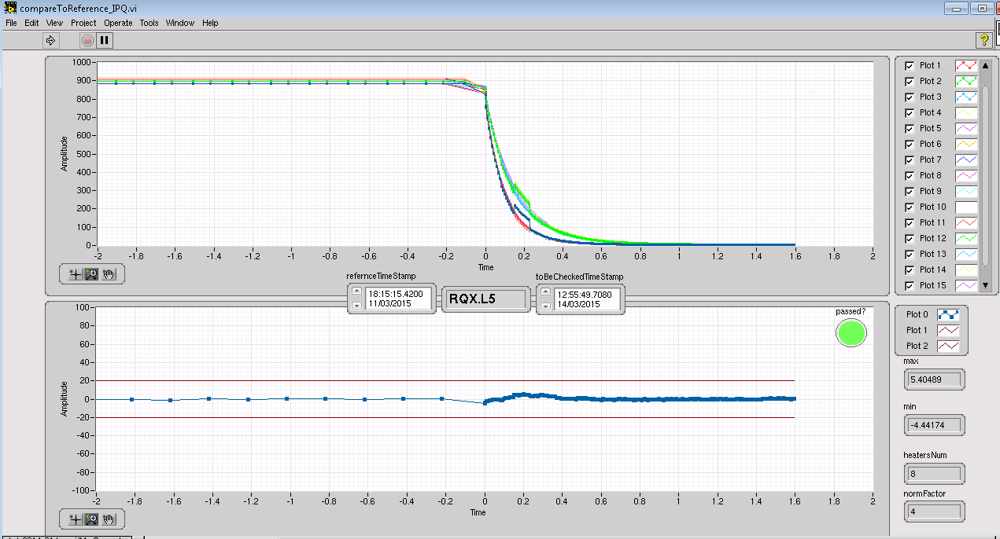 compareToReference_IPQ.vi
File Edit View Project Operate Tools Window Help
?
1000
900
800
700
600
500
400
300
200
100
0
Amplitude
-2 -1.8 -1.6 -1.4 -1.2 -1 -0.8 -0.6 -0.4 -0.2 0 0.2 0.4 0.6 0.8 1 1.2 1.4 1.6 1.8 2
Time
Plot 1
Plot 2
Plot 3
Plot 4
Plot 5
Plot 6
Plot 7
Plot 8
Plot 9
Plot 10
Plot 11
Plot 12
Plot 13
Plot 14
Plot 15
refernceTimeStamp
18:15:15.4200
11/03/2015
RQX.L5
toBeCheckedTimeStamp
12:55:49.7080
14/03/2015
100
80
60
40
20
0
-20
-40
-60
-80
-100
Amplitude
-2 -1.8 -1.6 -1.4 -1.2 -1 -0.8 -0.6 -0.4 -0.2 0 0.2 0.4 0.6 0.8 1 1.2 1.4 1.6 1.8 2
Time
passed?
Plot 0
Plot 1
Plot 2
max
5.40489
min
-4.44174
heatersNum
8
normFactor
4